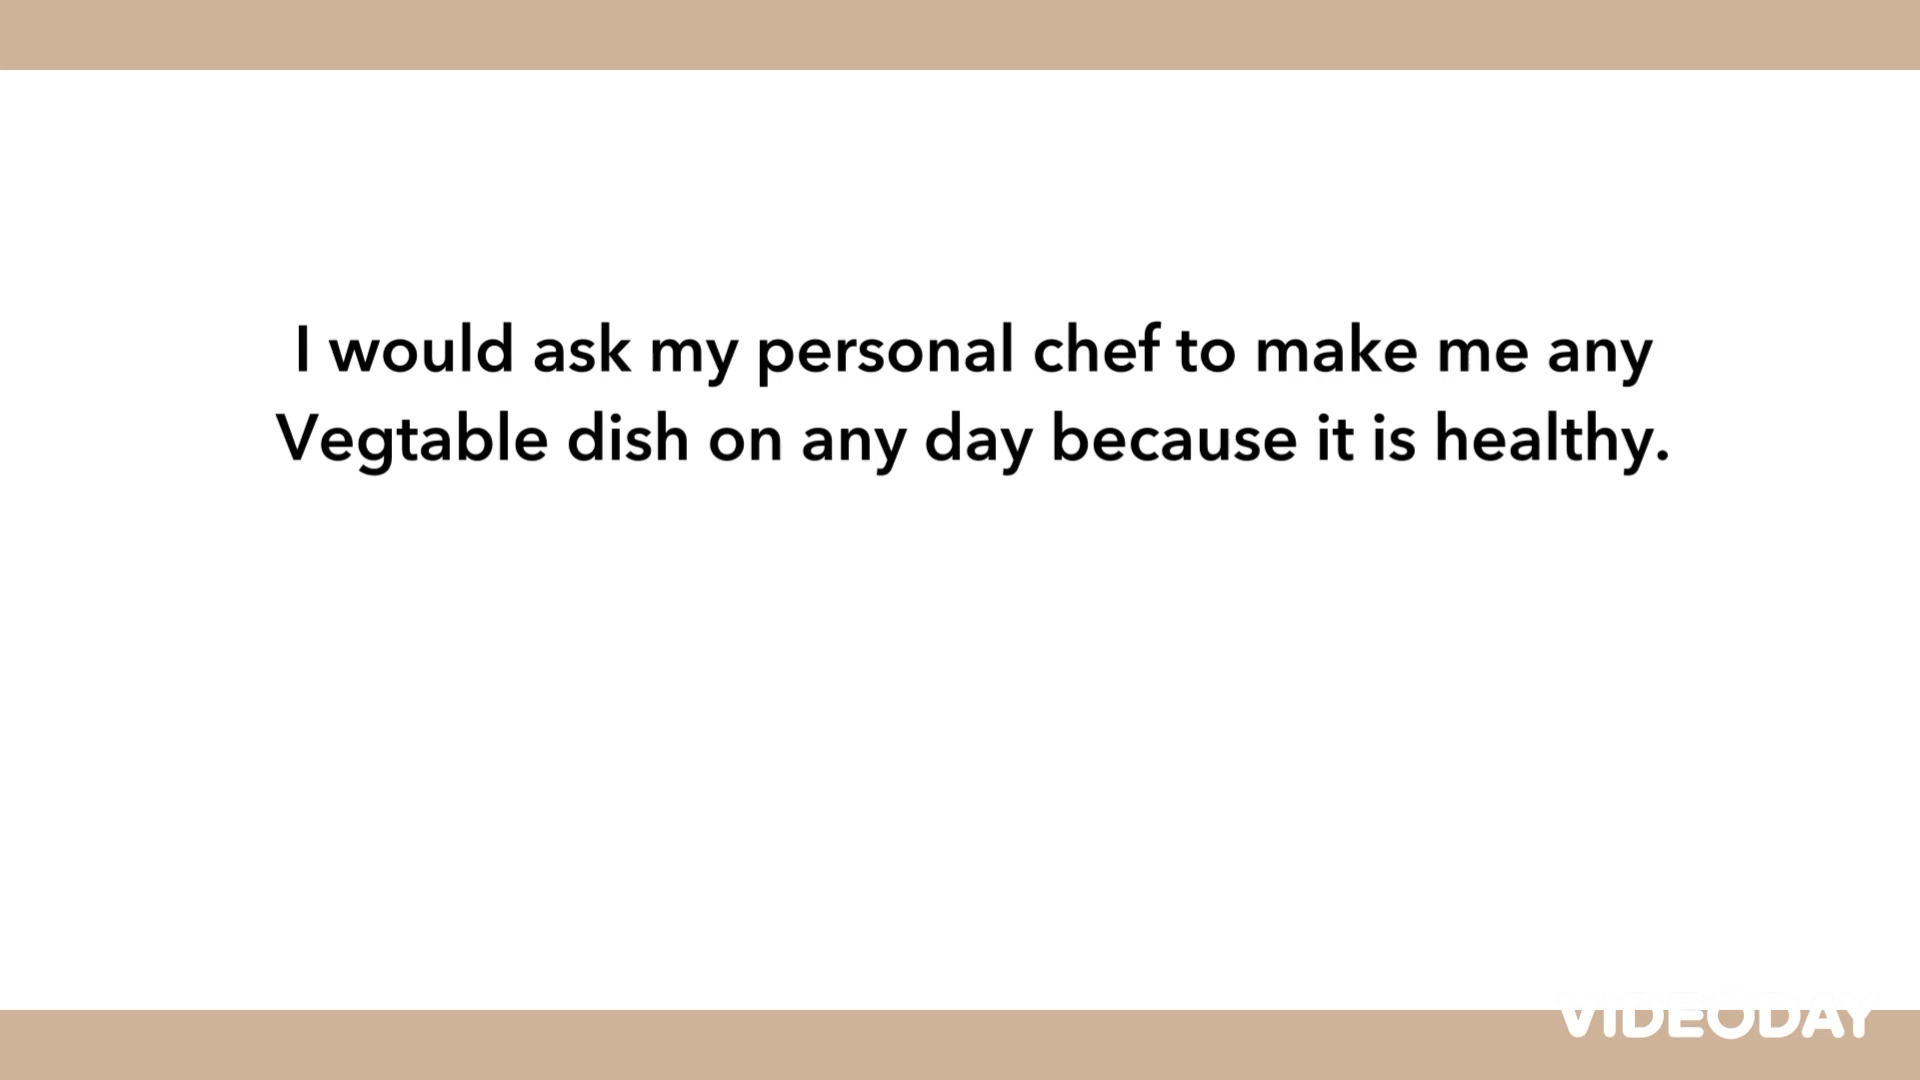 I would ask my personal chef to make me any
Vegtable dish on any day because it is healthy.
VIDEODAY